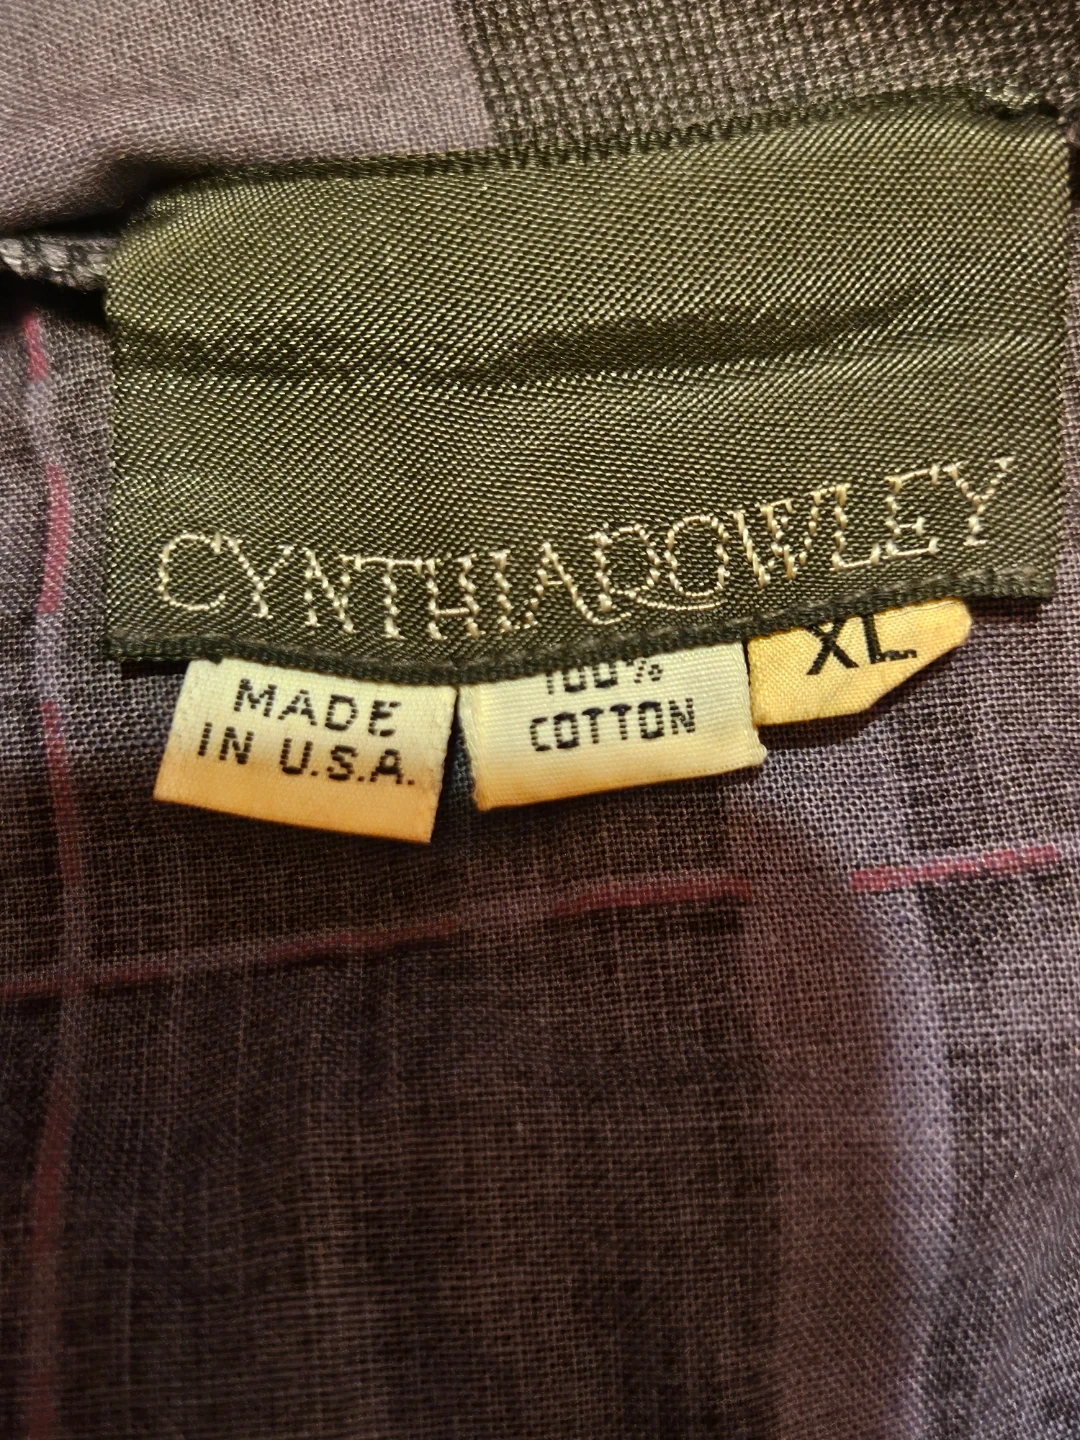 CYNTHIA ROWLEY
MADE
IN U.S.A.
100%
COTTON
XL